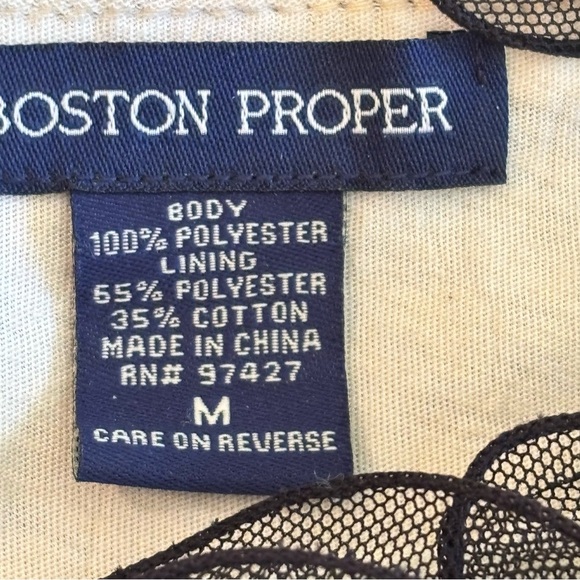 BOSTON PROPER
BODY
100% POLYESTER
LINING
65% POLYESTER
35% COTTON
MADE IN CHINA
RN# 97427
M
CARE ON REVERSE